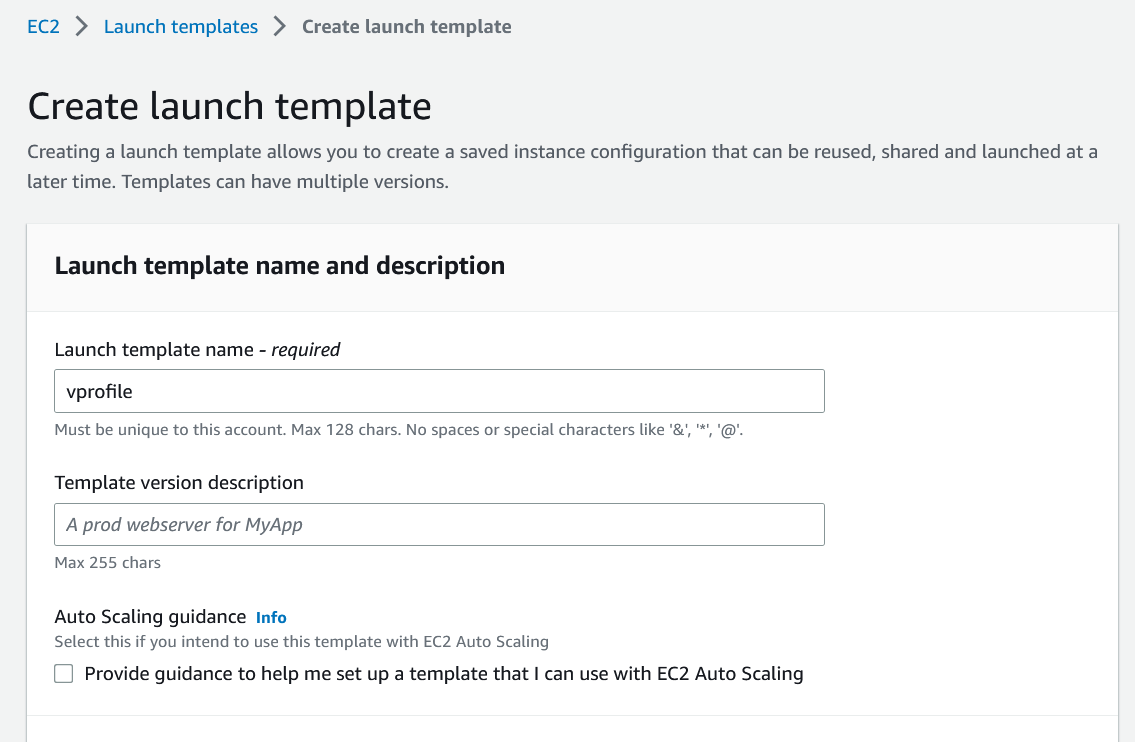 EC2 > Launch templates > Create launch template
Create launch template
Creating a launch template allows you to create a saved instance configuration that can be reused, shared and launched at a
later time. Templates can have multiple versions.
Launch template name and description
Launch template name - required
vprofile
Must be unique to this account. Max 128 chars. No spaces or special characters like '&', '*', '@'.
Template version description
A prod webserver for MyApp
Max 255 chars
Auto Scaling guidance Info
Select this if you intend to use this template with EC2 Auto Scaling
Provide guidance to help me set up a template that I can use with EC2 Auto Scaling